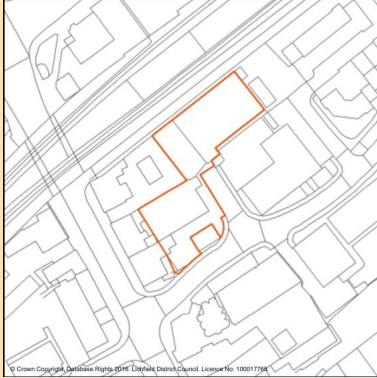 © Crown Copyright, Database Rights 2016. Lichfield District Council. Licence No: 100017765